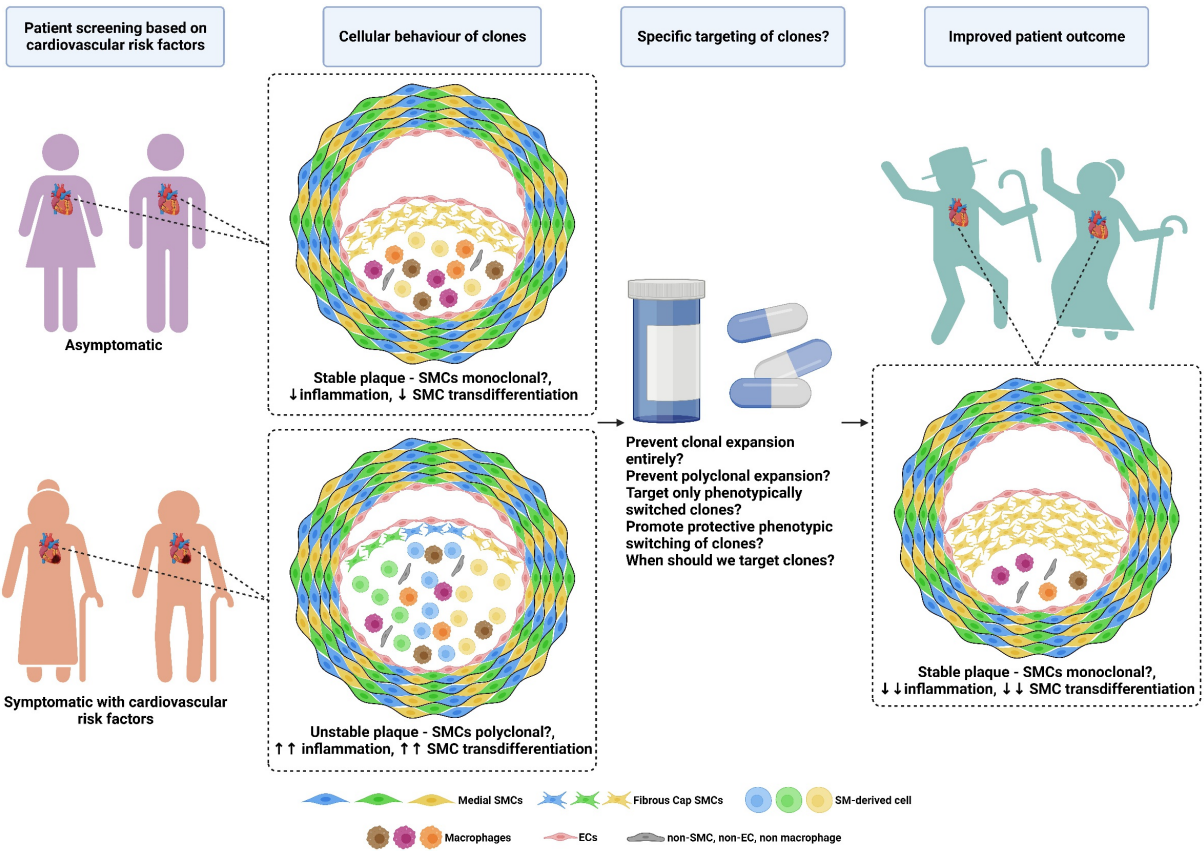 Patient screening based on
cardiovascular risk factors
Cellular behaviour of clones
Specific targeting of clones?
Improved patient outcome
Asymptomatic
Stable plaque - SMCs monoclonal?,
↓inflammation, ↓ SMC transdifferentiation
Symptomatic with cardiovascular
risk factors
Unstable plaque - SMCs polyclonal?,
↑↑ inflammation, ↑↑ SMC transdifferentiation
Prevent clonal expansion
entirely?
Prevent polyclonal expansion?
Target only phenotypically
switched clones?
Promote protective phenotypic
switching of clones?
When should we target clones?
Stable plaque - SMCs monoclonal?,
↓↓inflammation, ↓↓ SMC transdifferentiation
Medial SMCs
Fibrous Cap SMCs
SM-derived cell
Macrophages
ECs
non-SMC, non-EC, non macrophage